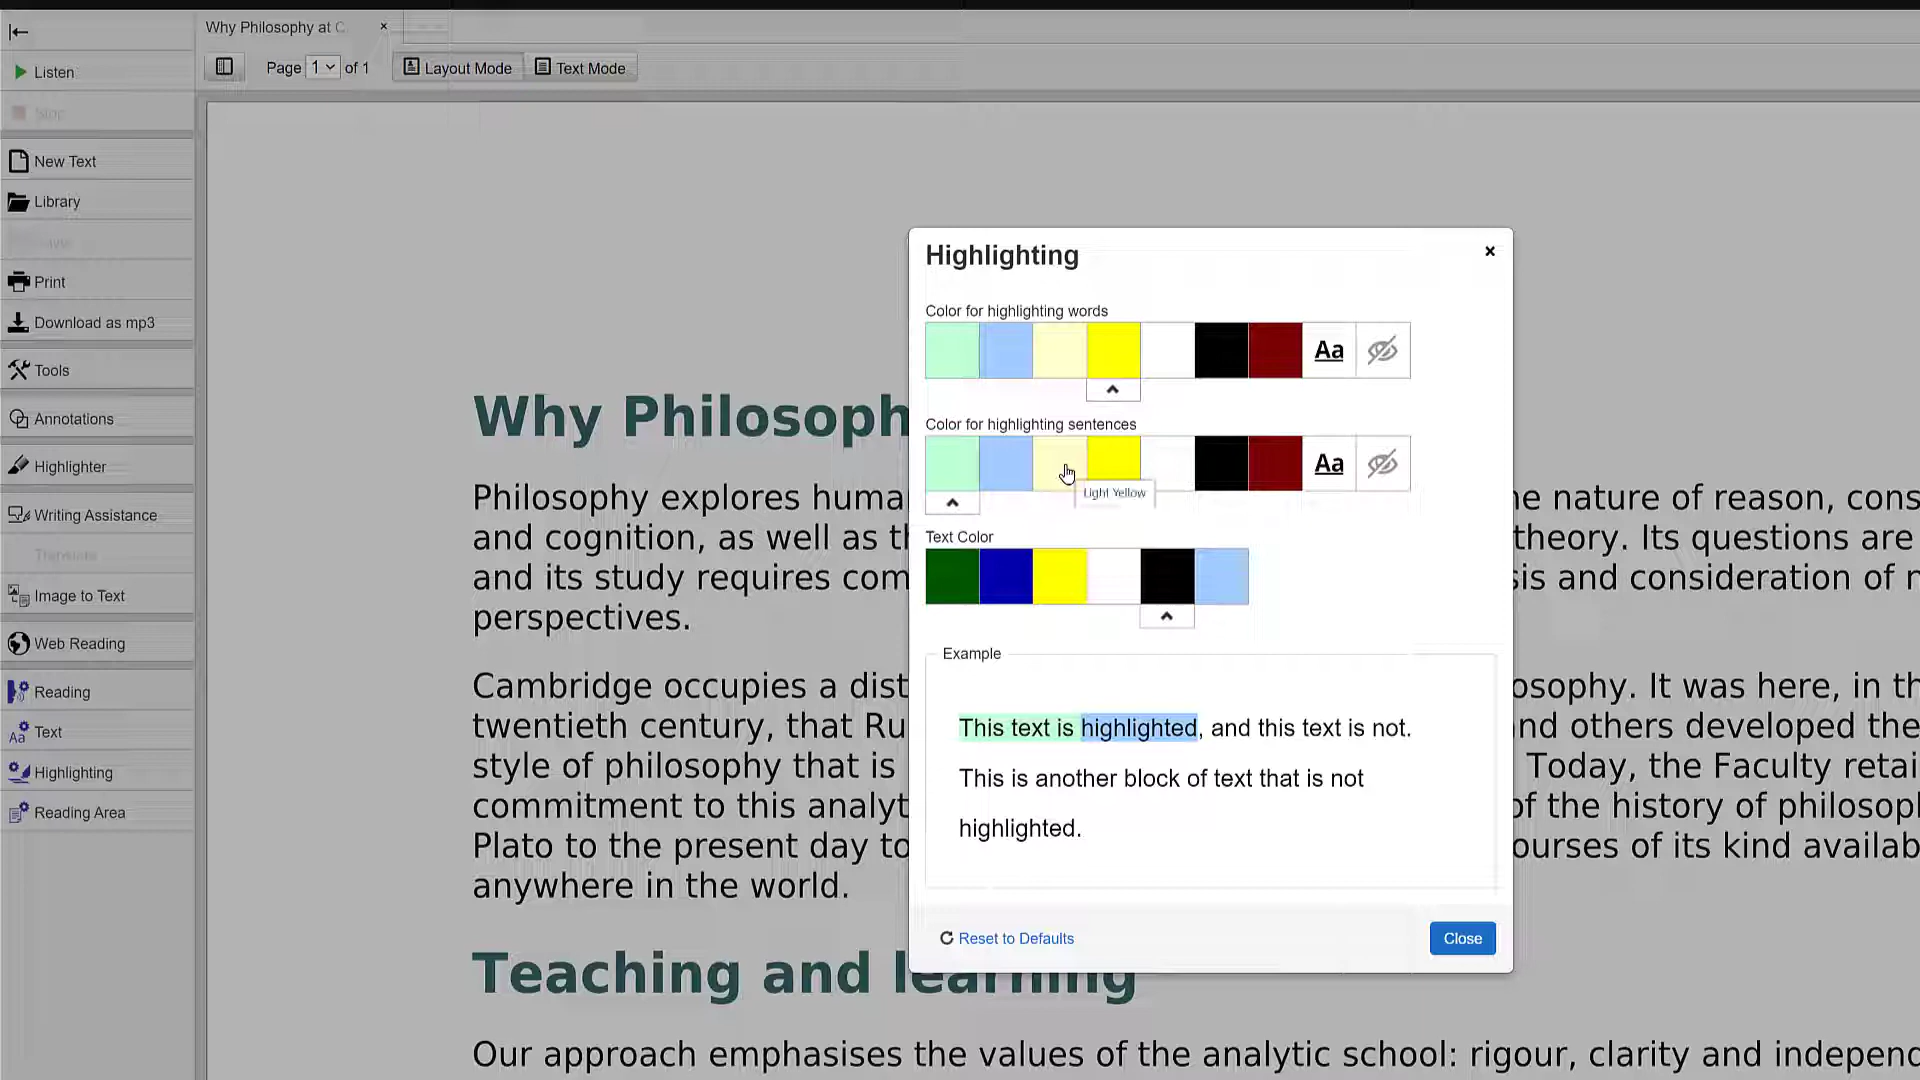 Why Philosophy at C
×
Page 1 of 1
Layout Mode
Text Mode
Listen
Stop
New Text
Library
Save
Print
Download as mp3
Tools
Annotations
Highlighter
Writing Assistance
Translate
Image to Text
Web Reading
Reading
Aa Text
Highlighting
Reading Area
Why Philosoph
Philosophy explores huma
and cognition, as well as th
and its study requires com
perspectives.
Cambridge occupies a dist
twentieth century, that Ru
style of philosophy that is
commitment to this analyt
Plato to the present day to
anywhere in the world.
Teaching and learning
Our approach emphasises the values of the analytic school: rigour, clarity and independ
e nature of reason, cons
theory. Its questions are
sis and consideration of
perspectives
osophy. It was here, in th
nd others developed the
Today, the Faculty retai
of the history of philosop
ourses of its kind availab
Highlighting
×
Color for highlighting words
Aa
Color for highlighting sentences
Aa
Light Yellow
Text Color
Example
This text is highlighted, and this text is not.
This is another block of text that is not
highlighted.
Reset to Defaults
Close